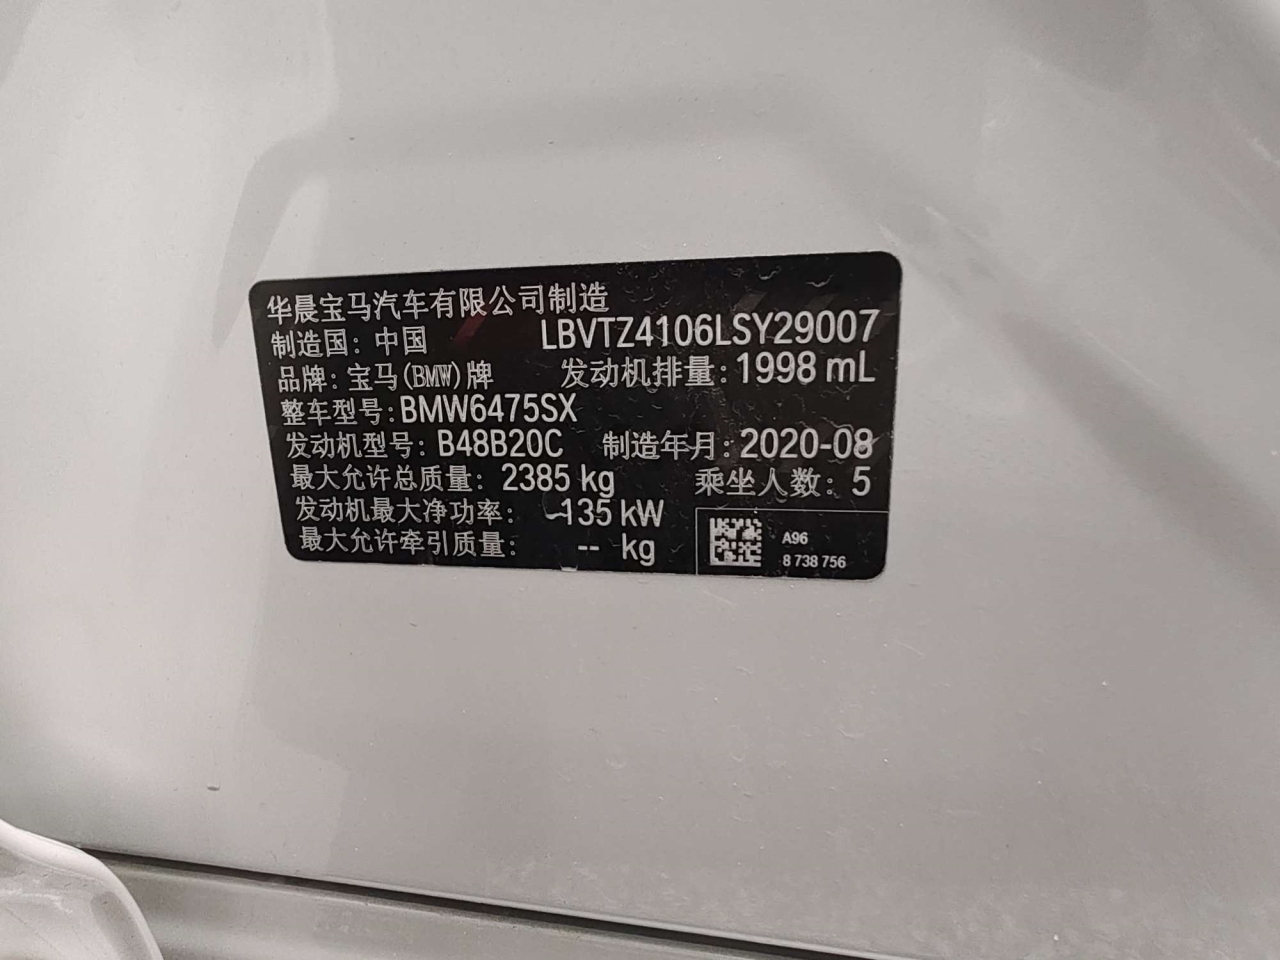 华晨宝马汽车有限公司制造
制造国：中国 LBVTZ4106LSY29007
品牌：宝马(BMW)牌 发动机排量：1998 mL
整车型号：BMW6475SX
发动机型号：B48B20C 制造年月：2020-08
最大允许总质量：2385 kg 乘坐人数：5
发动机最大净功率：135 kW
最大允许牵引质量：-- kg
A96
8 738 756